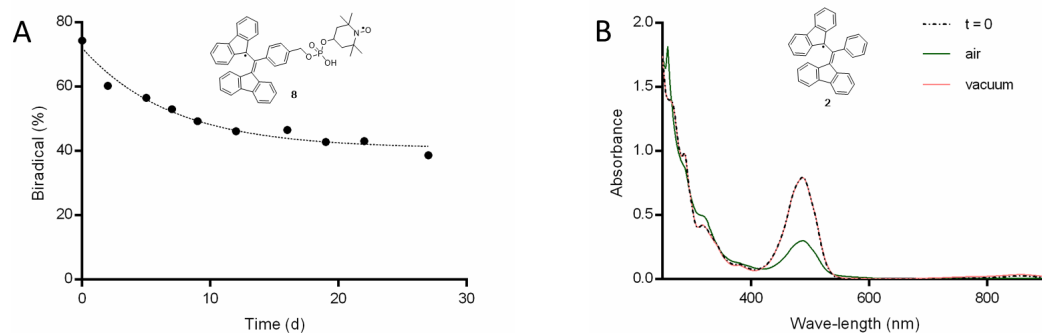 A
80
60
40
20
0
0 10 20 30
Biradical (%)
Time (d)
N-O
O
O
P
O
OH
8
B
2.0
1.5
1.0
0.5
0.0
400 600 800
Absorbance
Wave-length (nm)
2
t = 0
air
vacuum